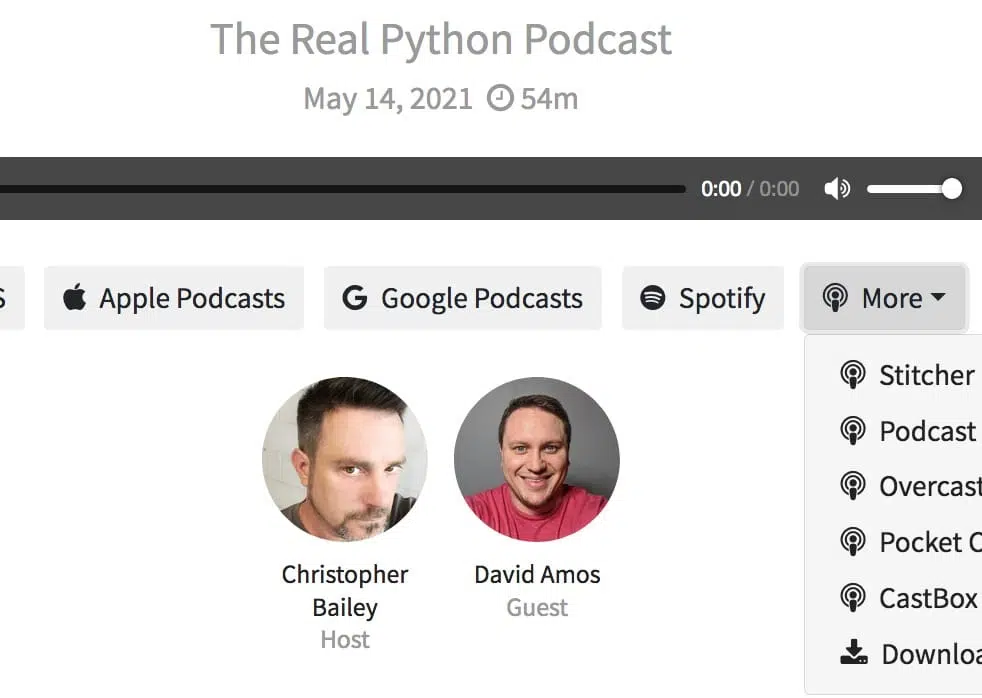 The Real Python Podcast
May 14, 2021 54m
0:00 / 0:00
Apple Podcasts Google Podcasts Spotify More
Stitcher
Podcast
Overcast
Pocket
CastBox
Christopher
Bailey
Host
David Amos
Guest